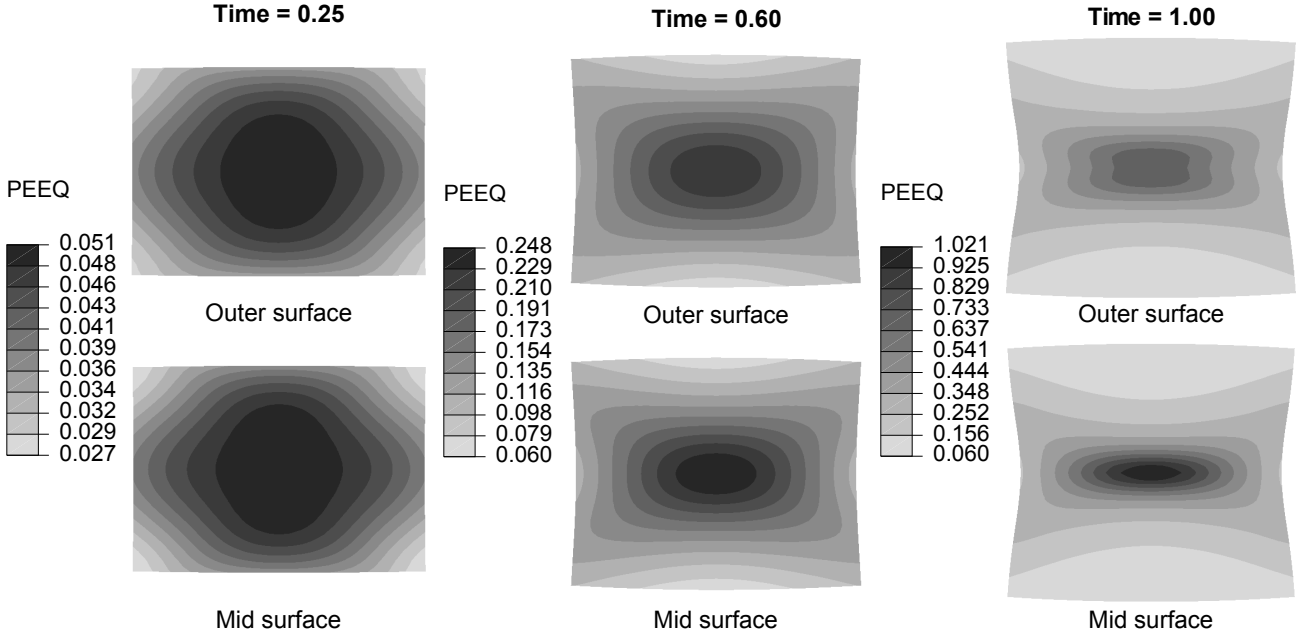 Time = 0.25
Time = 0.60
Time = 1.00
PEEQ
0.051
0.048
0.046
0.043
0.041
0.039
0.036
0.034
0.032
0.029
0.027
Outer surface
Mid surface
PEEQ
0.248
0.229
0.210
0.191
0.173
0.154
0.135
0.116
0.098
0.079
0.060
Outer surface
Mid surface
PEEQ
1.021
0.925
0.829
0.733
0.637
0.541
0.444
0.348
0.252
0.156
0.060
Outer surface
Mid surface